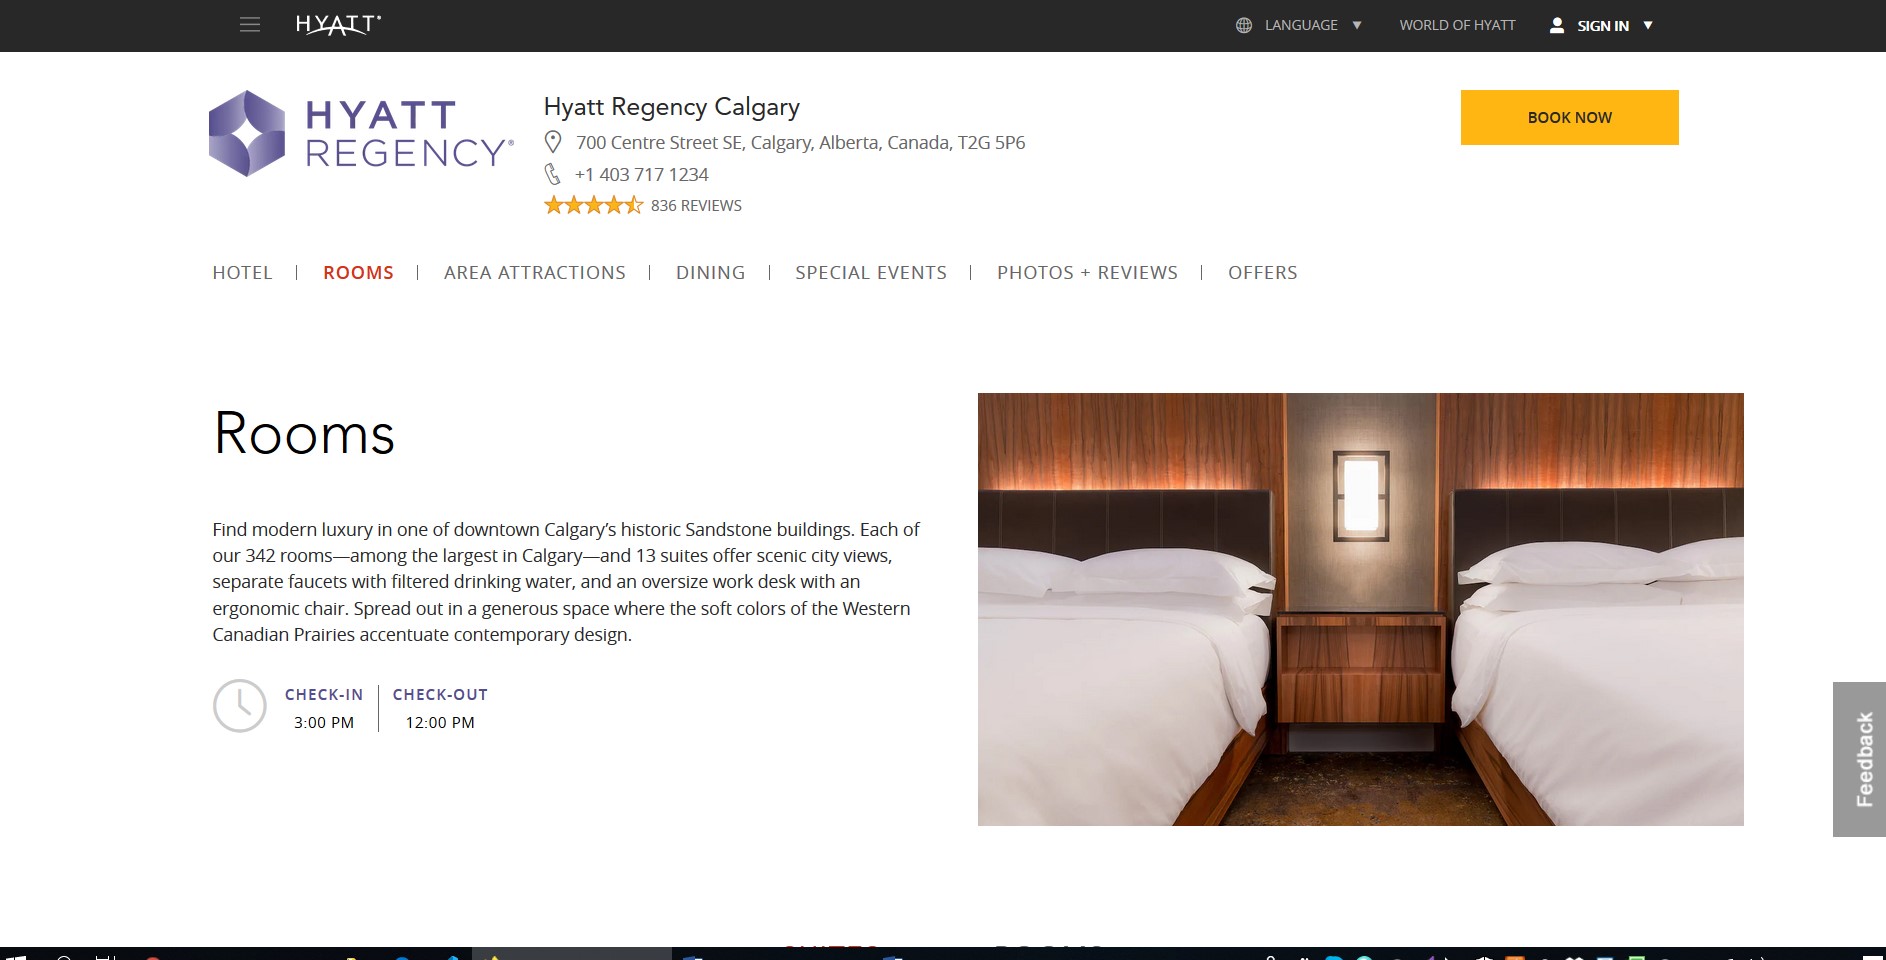 HYATT®
LANGUAGE ▼ WORLD OF HYATT SIGN IN ▼
HYATT
REGENCY®
Hyatt Regency Calgary
700 Centre Street SE, Calgary, Alberta, Canada, T2G 5P6
+1 403 717 1234
836 REVIEWS
BOOK NOW
HOTEL | ROOMS | AREA ATTRACTIONS | DINING | SPECIAL EVENTS | PHOTOS + REVIEWS | OFFERS
Rooms
Find modern luxury in one of downtown Calgary’s historic Sandstone buildings. Each of
our 342 rooms—among the largest in Calgary—and 13 suites offer scenic city views,
separate faucets with filtered drinking water, and an oversize work desk with an
ergonomic chair. Spread out in a generous space where the soft colors of the Western
Canadian Prairies accentuate contemporary design.
CHECK-IN | CHECK-OUT
3:00 PM 12:00 PM
Feedback